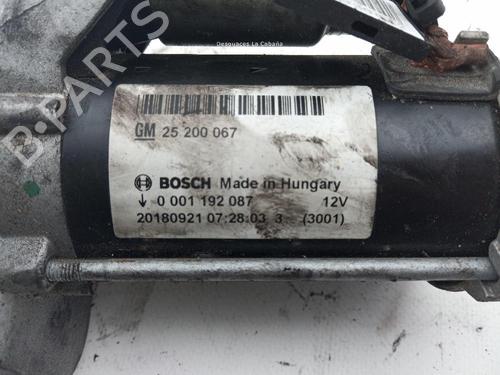 Desguaces La Cabaña
GM 25 200 067
BOSCH Made in Hungary
0 001 192 087 12V
20180921 07:28:03 3 (3001)
B-PARTS